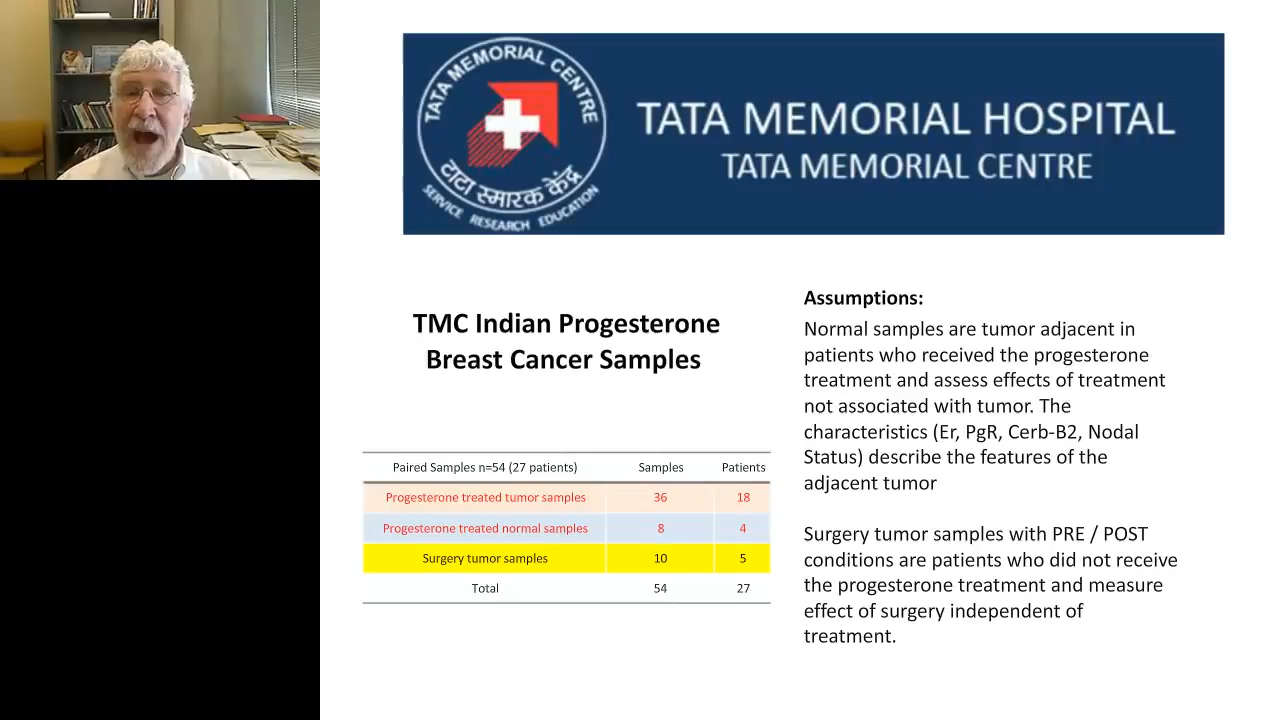 TATA MEMORIAL CENTRE
टाटा स्मारक केंद्र
SERVICE RESEARCH EDUCATION
TATA MEMORIAL HOSPITAL
TATA MEMORIAL CENTRE
TMC Indian Progesterone
Breast Cancer Samples
Paired Samples n=54 (27 patients) Samples Patients
Progesterone treated tumor samples 36 18
Progesterone treated normal samples 8 4
Surgery tumor samples 10 5
Total 54 27
Assumptions:
Normal samples are tumor adjacent in
patients who received the progesterone
treatment and assess effects of treatment
not associated with tumor. The
characteristics (Er, PgR, Cerb-B2, Nodal
Status) describe the features of the
adjacent tumor
Surgery tumor samples with PRE / POST
conditions are patients who did not receive
the progesterone treatment and measure
effect of surgery independent of
treatment.